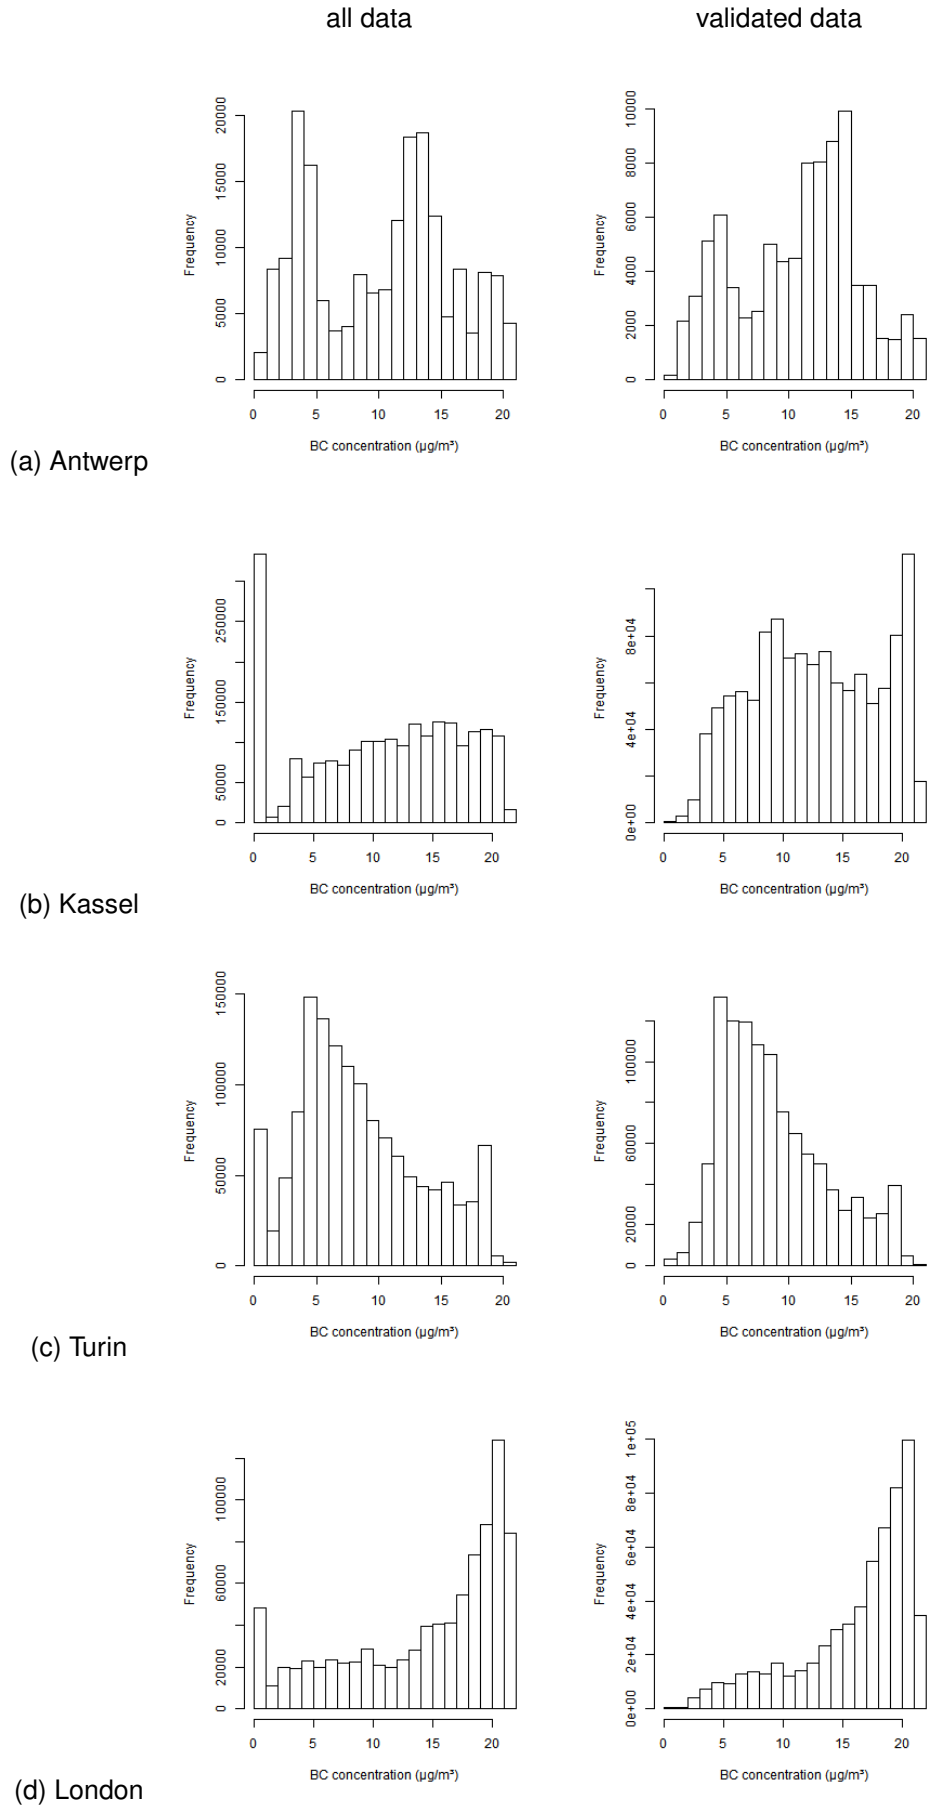 all data validated data
Frequency
0 5000 10000 15000 20000
0 5 10 15 20
BC concentration (µg/m³)
Frequency
0 2000 4000 6000 8000 10000
0 5 10 15 20
BC concentration (µg/m³)
(a) Antwerp
Frequency
0 50000 150000 250000
0 5 10 15 20
BC concentration (µg/m³)
Frequency
0e+00 4e+04 8e+04
0 5 10 15 20
BC concentration (µg/m³)
(b) Kassel
Frequency
0 50000 100000 150000
0 5 10 15 20
BC concentration (µg/m³)
Frequency
0 20000 60000 100000
0 5 10 15 20
BC concentration (µg/m³)
(c) Turin
Frequency
0 20000 60000 100000
0 5 10 15 20
BC concentration (µg/m³)
Frequency
0e+00 2e+04 4e+04 6e+04 8e+04 1e+05
0 5 10 15 20
BC concentration (µg/m³)
(d) London